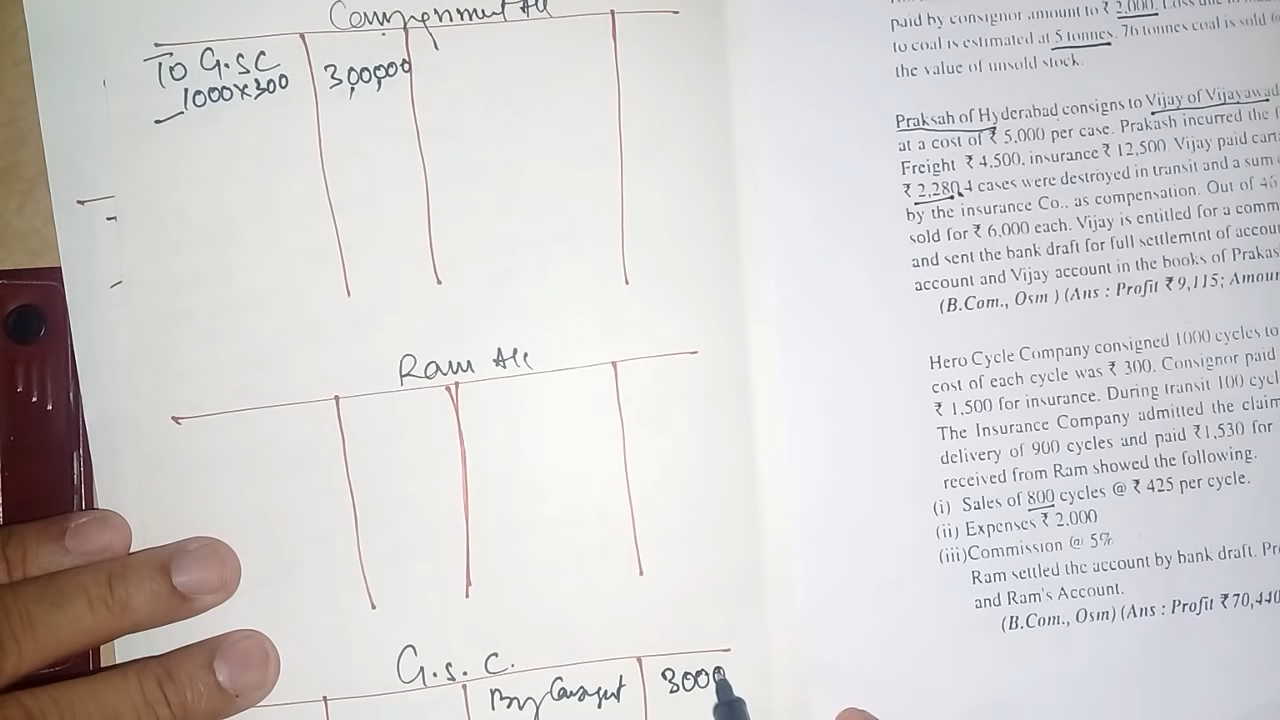 Consignment A/c
To G.S.C 3,00,000
1000×300
Ram A/c
G.S.C.
By Consignt 3000
paid by consignor amount to ₹ 2,000.
to coal is estimated at 5 tonnes. 76 tonnes coal is sold
the value of unsold stock.
Praksah of Hyderabad consigns to Vijay of Vijayawad
at a cost of ₹ 5,000 per case. Prakash incurred the
Freight ₹ 4,500. insurance ₹ 12,500. Vijay paid cart
₹ 2,280. 4 cases were destroyed in transit and a sum
by the insurance Co., as compensation. Out of 46
sold for ₹ 6,000 each. Vijay is entitled for a comm
and sent the bank draft for full settlemtnt of accou
account and Vijay account in the books of Prakas
(B.Com., Osm ) (Ans : Profit ₹ 9,115; Amou
Hero Cycle Company consigned 1000 cycles to
cost of each cycle was ₹ 300. Consignor paid
₹ 1,500 for insurance. During transit 100 cycl
The Insurance Company admitted the claim
delivery of 900 cycles and paid ₹1,530 for
received from Ram showed the following.
(i) Sales of 800 cycles @ ₹ 425 per cycle.
(ii) Expenses ₹ 2,000
(iii)Commission @ 5%
Ram settled the account by bank draft. Pr
and Ram's Account.
(B.Com., Osm) (Ans : Profit ₹ 70,440